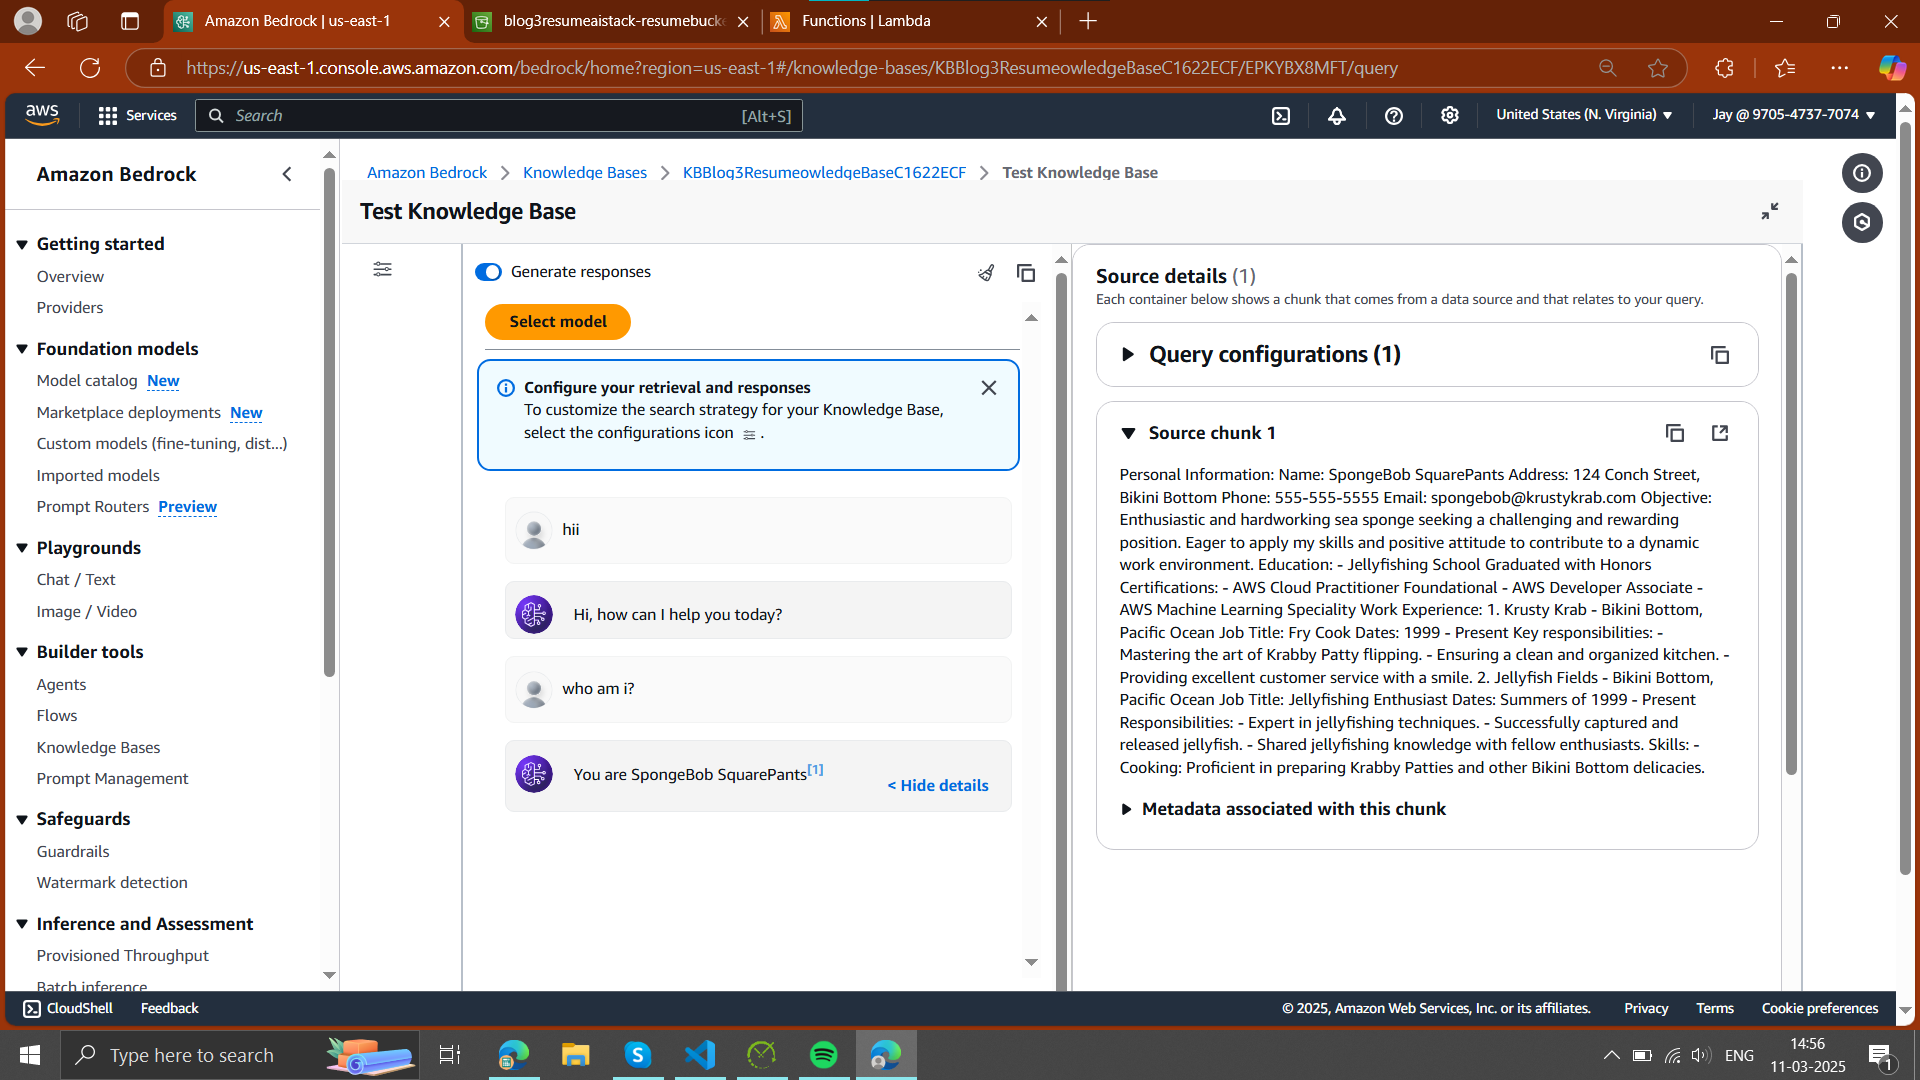 Amazon Bedrock | us-east-1
blog3resumeaistack-resumebucke
Functions | Lambda
https://us-east-1.console.aws.amazon.com/bedrock/home?region=us-east-1#/knowledge-bases/KBBlog3ResumeowledgeBaseC1622ECF/EPKYBX8MFT/query
aws
Services
Search
[Alt+S]
United States (N. Virginia)
Jay @ 9705-4737-7074
Amazon Bedrock
Getting started
Overview
Providers
Foundation models
Model catalog New
Marketplace deployments New
Custom models (fine-tuning, dist...)
Imported models
Prompt Routers Preview
Playgrounds
Chat / Text
Image / Video
Builder tools
Agents
Flows
Knowledge Bases
Prompt Management
Safeguards
Guardrails
Watermark detection
Inference and Assessment
Provisioned Throughput
Batch inference
Amazon Bedrock
Knowledge Bases
KBBlog3ResumeowledgeBaseC1622ECF
Test Knowledge Base
Test Knowledge Base
Generate responses
Select model
Configure your retrieval and responses
To customize the search strategy for your Knowledge Base,
select the configurations icon .
hii
Hi, how can I help you today?
who am i?
You are SpongeBob SquarePants[1]
< Hide details
Source details (1)
Each container below shows a chunk that comes from a data source and that relates to your query.
Query configurations (1)
Source chunk 1
Personal Information: Name: SpongeBob SquarePants Address: 124 Conch Street,
Bikini Bottom Phone: 555-555-5555 Email: spongebob@krustykrab.com Objective:
Enthusiastic and hardworking sea sponge seeking a challenging and rewarding
position. Eager to apply my skills and positive attitude to contribute to a dynamic
work environment. Education: - Jellyfishing School Graduated with Honors
Certifications: - AWS Cloud Practitioner Foundational - AWS Developer Associate -
AWS Machine Learning Speciality Work Experience: 1. Krusty Krab - Bikini Bottom,
Pacific Ocean Job Title: Fry Cook Dates: 1999 - Present Key responsibilities: -
Mastering the art of Krabby Patty flipping. - Ensuring a clean and organized kitchen. -
Providing excellent customer service with a smile. 2. Jellyfish Fields - Bikini Bottom,
Pacific Ocean Job Title: Jellyfishing Enthusiast Dates: Summers of 1999 - Present
Responsibilities: - Expert in jellyfishing techniques. - Successfully captured and
released jellyfish. - Shared jellyfishing knowledge with fellow enthusiasts. Skills: -
Cooking: Proficient in preparing Krabby Patties and other Bikini Bottom delicacies.
Metadata associated with this chunk
CloudShell
Feedback
© 2025, Amazon Web Services, Inc. or its affiliates.
Privacy
Terms
Cookie preferences
Type here to search
ENG
14:56
11-03-2025
1